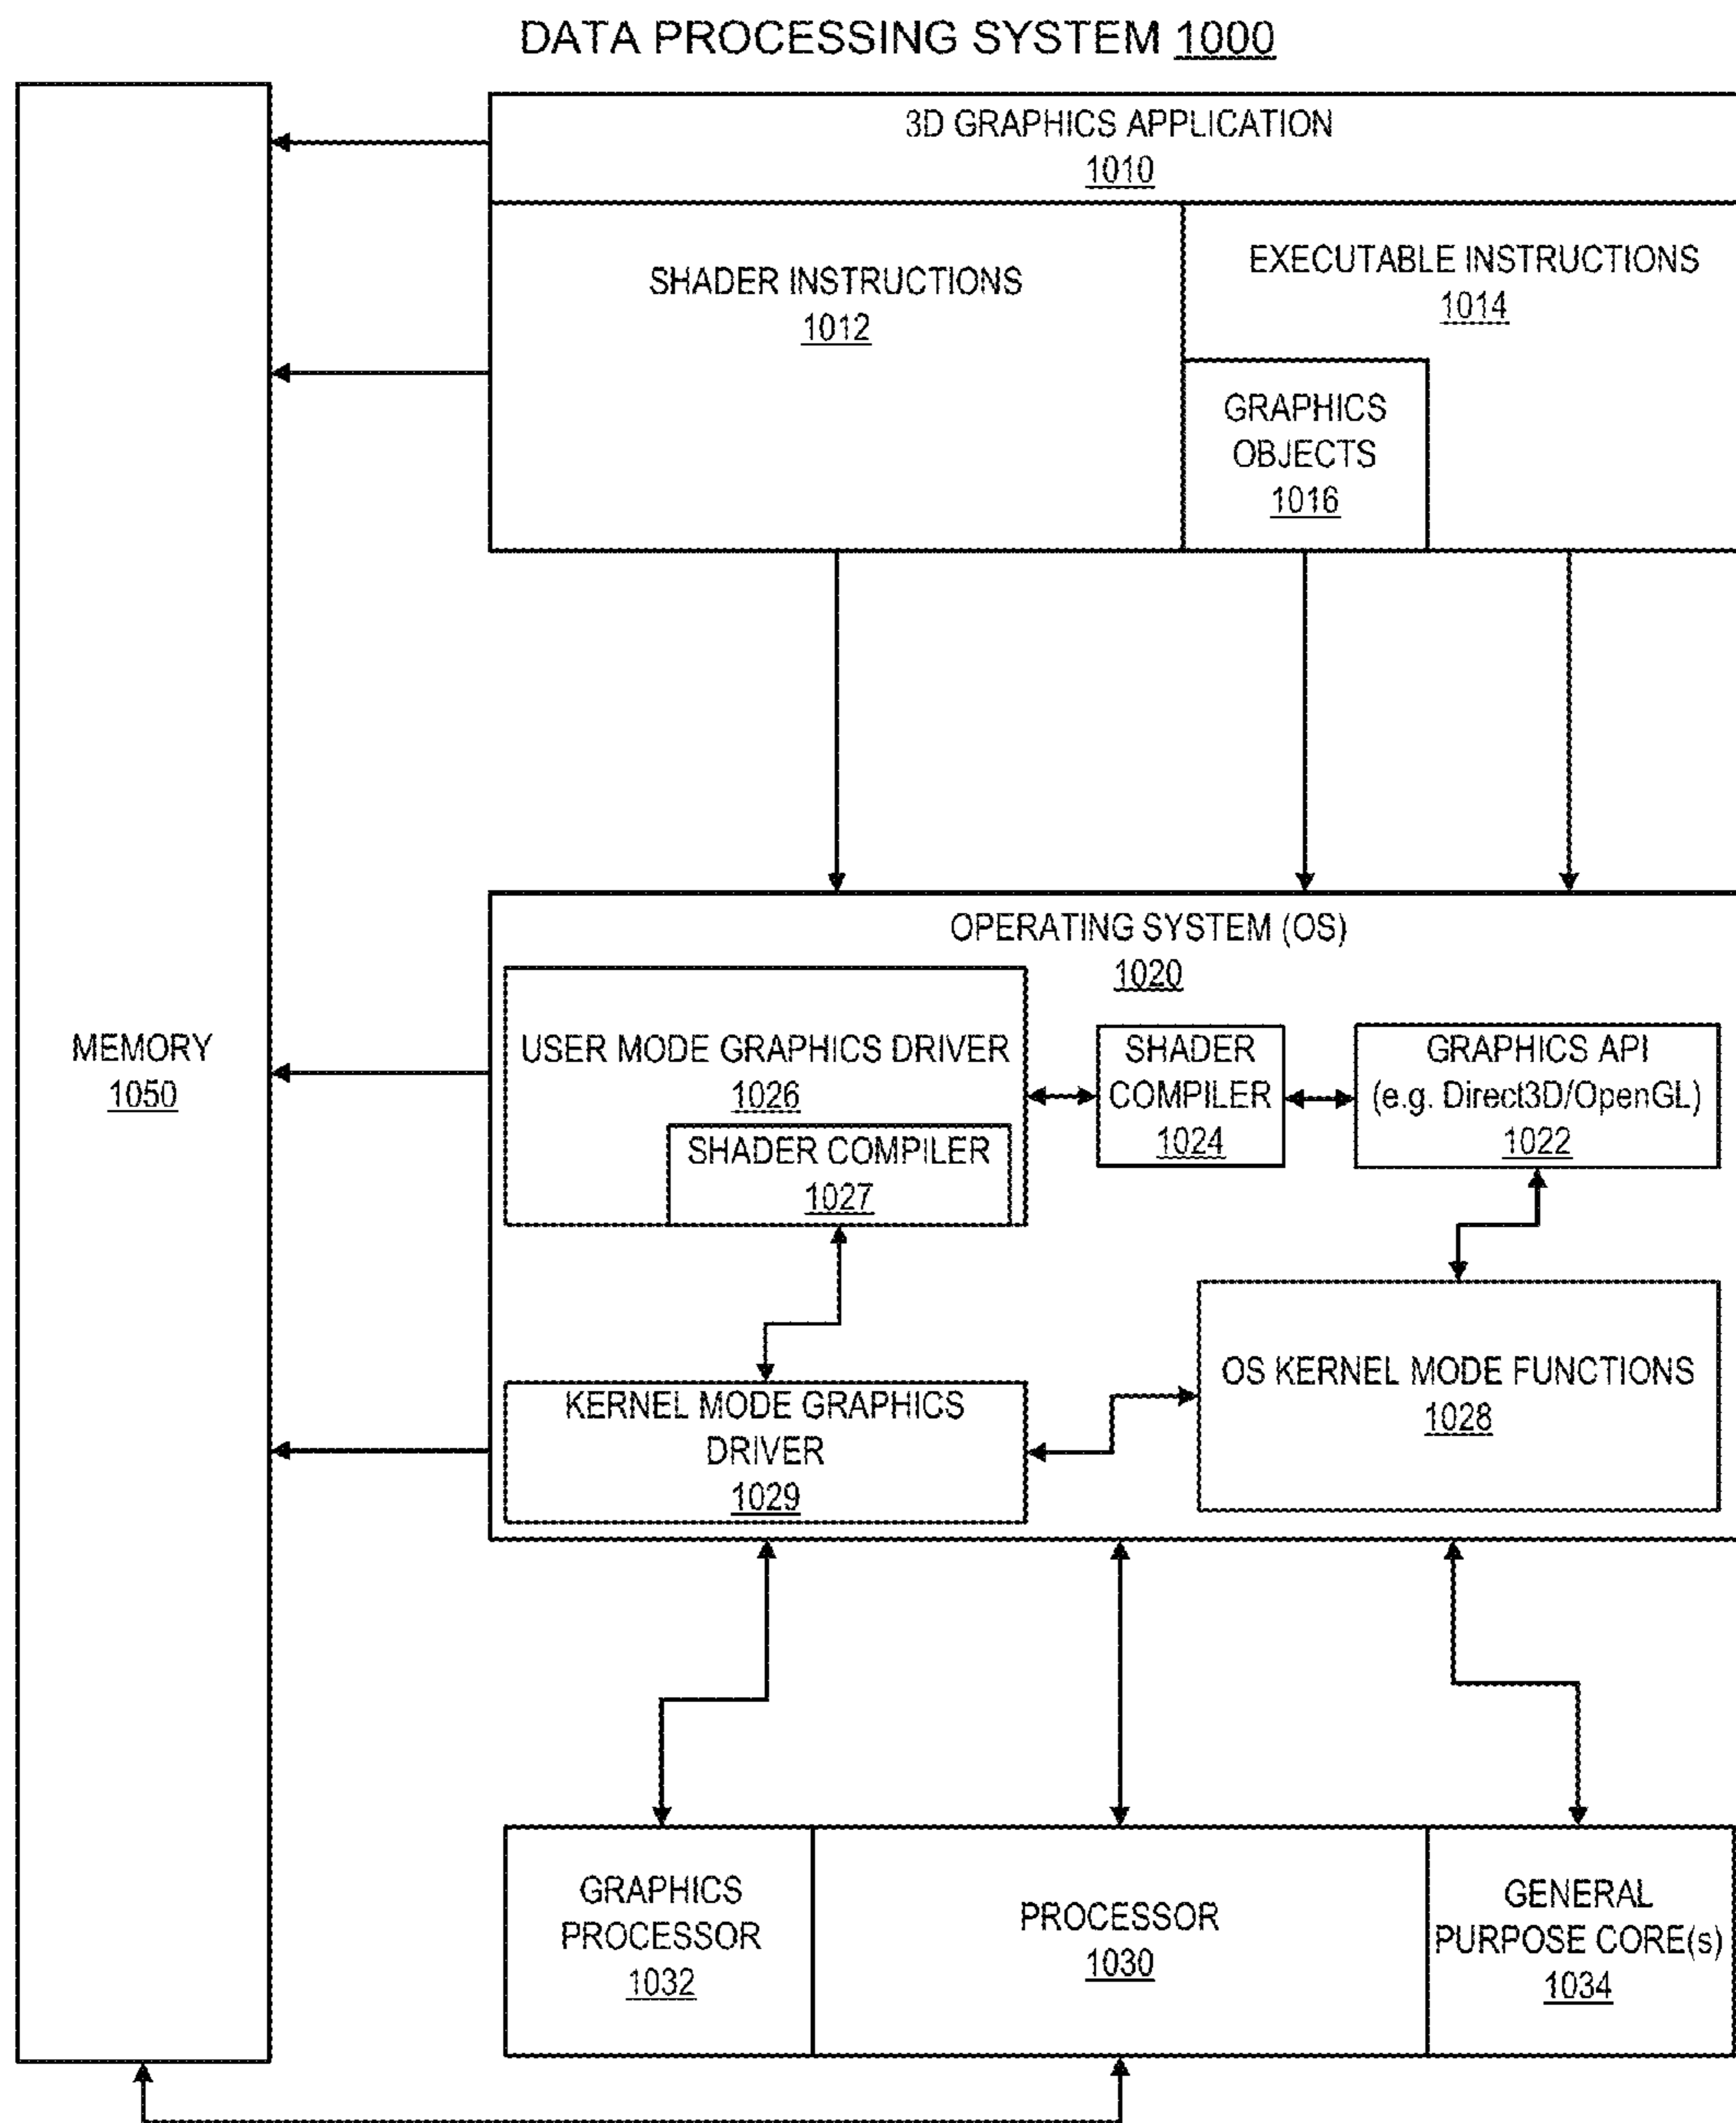 DATA PROCESSING SYSTEM 1000
3D GRAPHICS APPLICATION
1010
SHADER INSTRUCTIONS
1012
EXECUTABLE INSTRUCTIONS
1014
GRAPHICS
OBJECTS
1016
OPERATING SYSTEM (OS)
1020
MEMORY
1050
USER MODE GRAPHICS DRIVER
1026
SHADER COMPILER
1027
SHADER
COMPILER
1024
GRAPHICS API
(e.g. Direct3D/OpenGL)
1022
KERNEL MODE GRAPHICS
DRIVER
1029
OS KERNEL MODE FUNCTIONS
1028
GRAPHICS
PROCESSOR
1032
PROCESSOR
1030
GENERAL
PURPOSE CORE(s)
1034